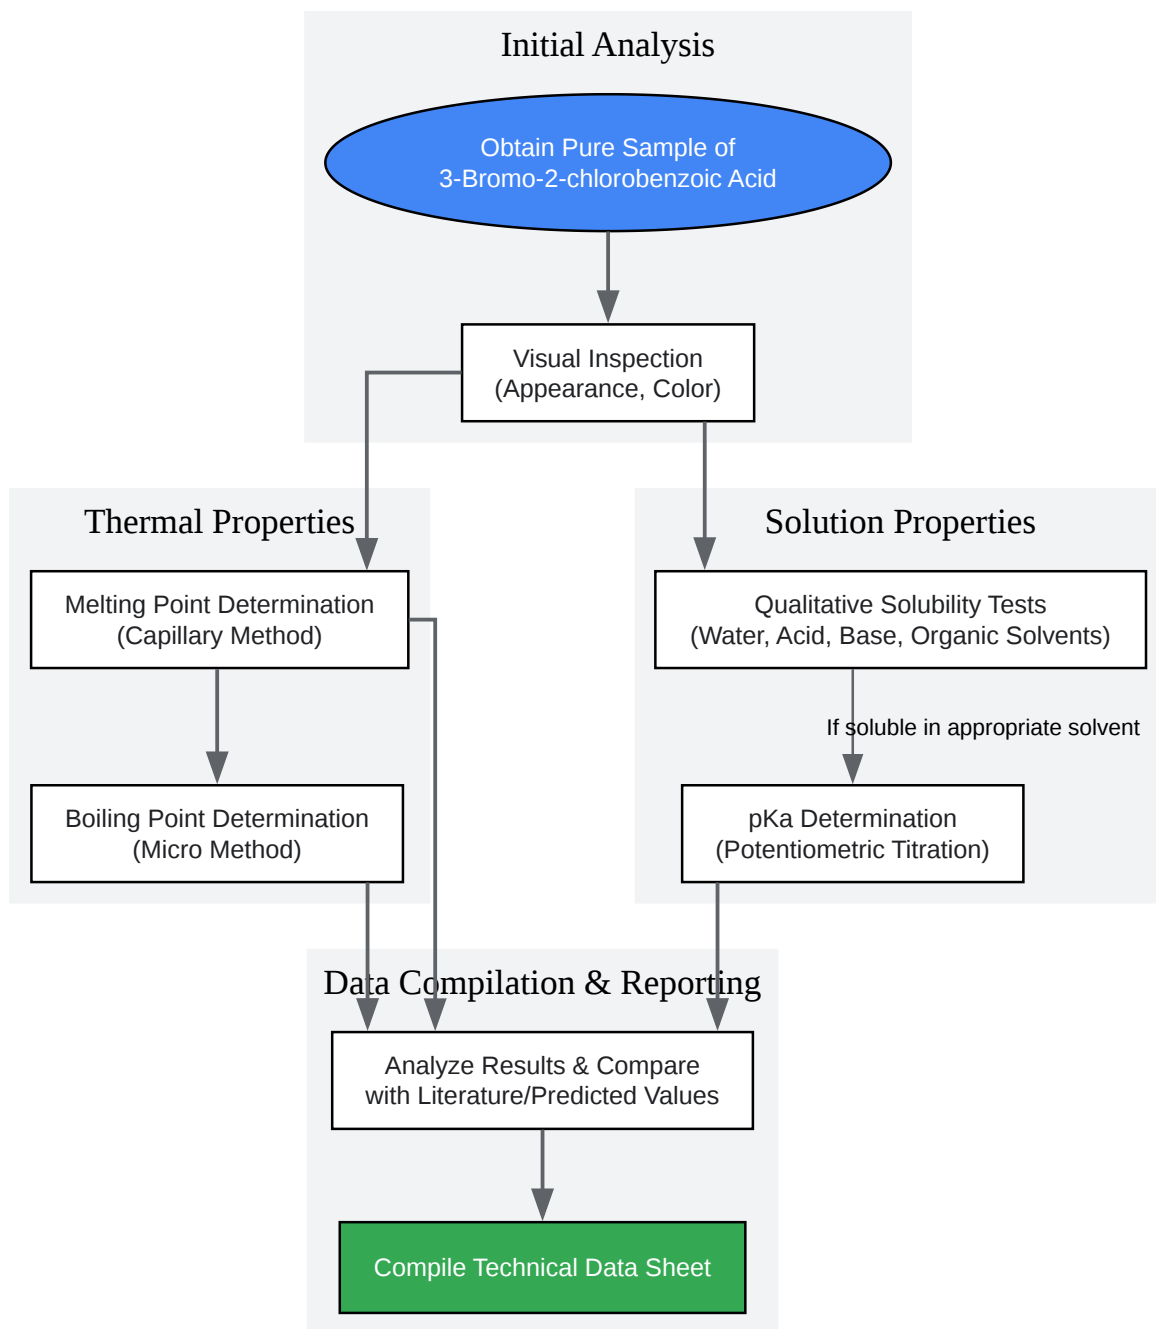 Initial Analysis
Obtain Pure Sample of
3-Bromo-2-chlorobenzoic Acid
Visual Inspection
(Appearance, Color)
Thermal Properties
Melting Point Determination
(Capillary Method)
Boiling Point Determination
(Micro Method)
Solution Properties
Qualitative Solubility Tests
(Water, Acid, Base, Organic Solvents)
If soluble in appropriate solvent
pKa Determination
(Potentiometric Titration)
Data Compilation & Reporting
Analyze Results & Compare
with Literature/Predicted Values
Compile Technical Data Sheet